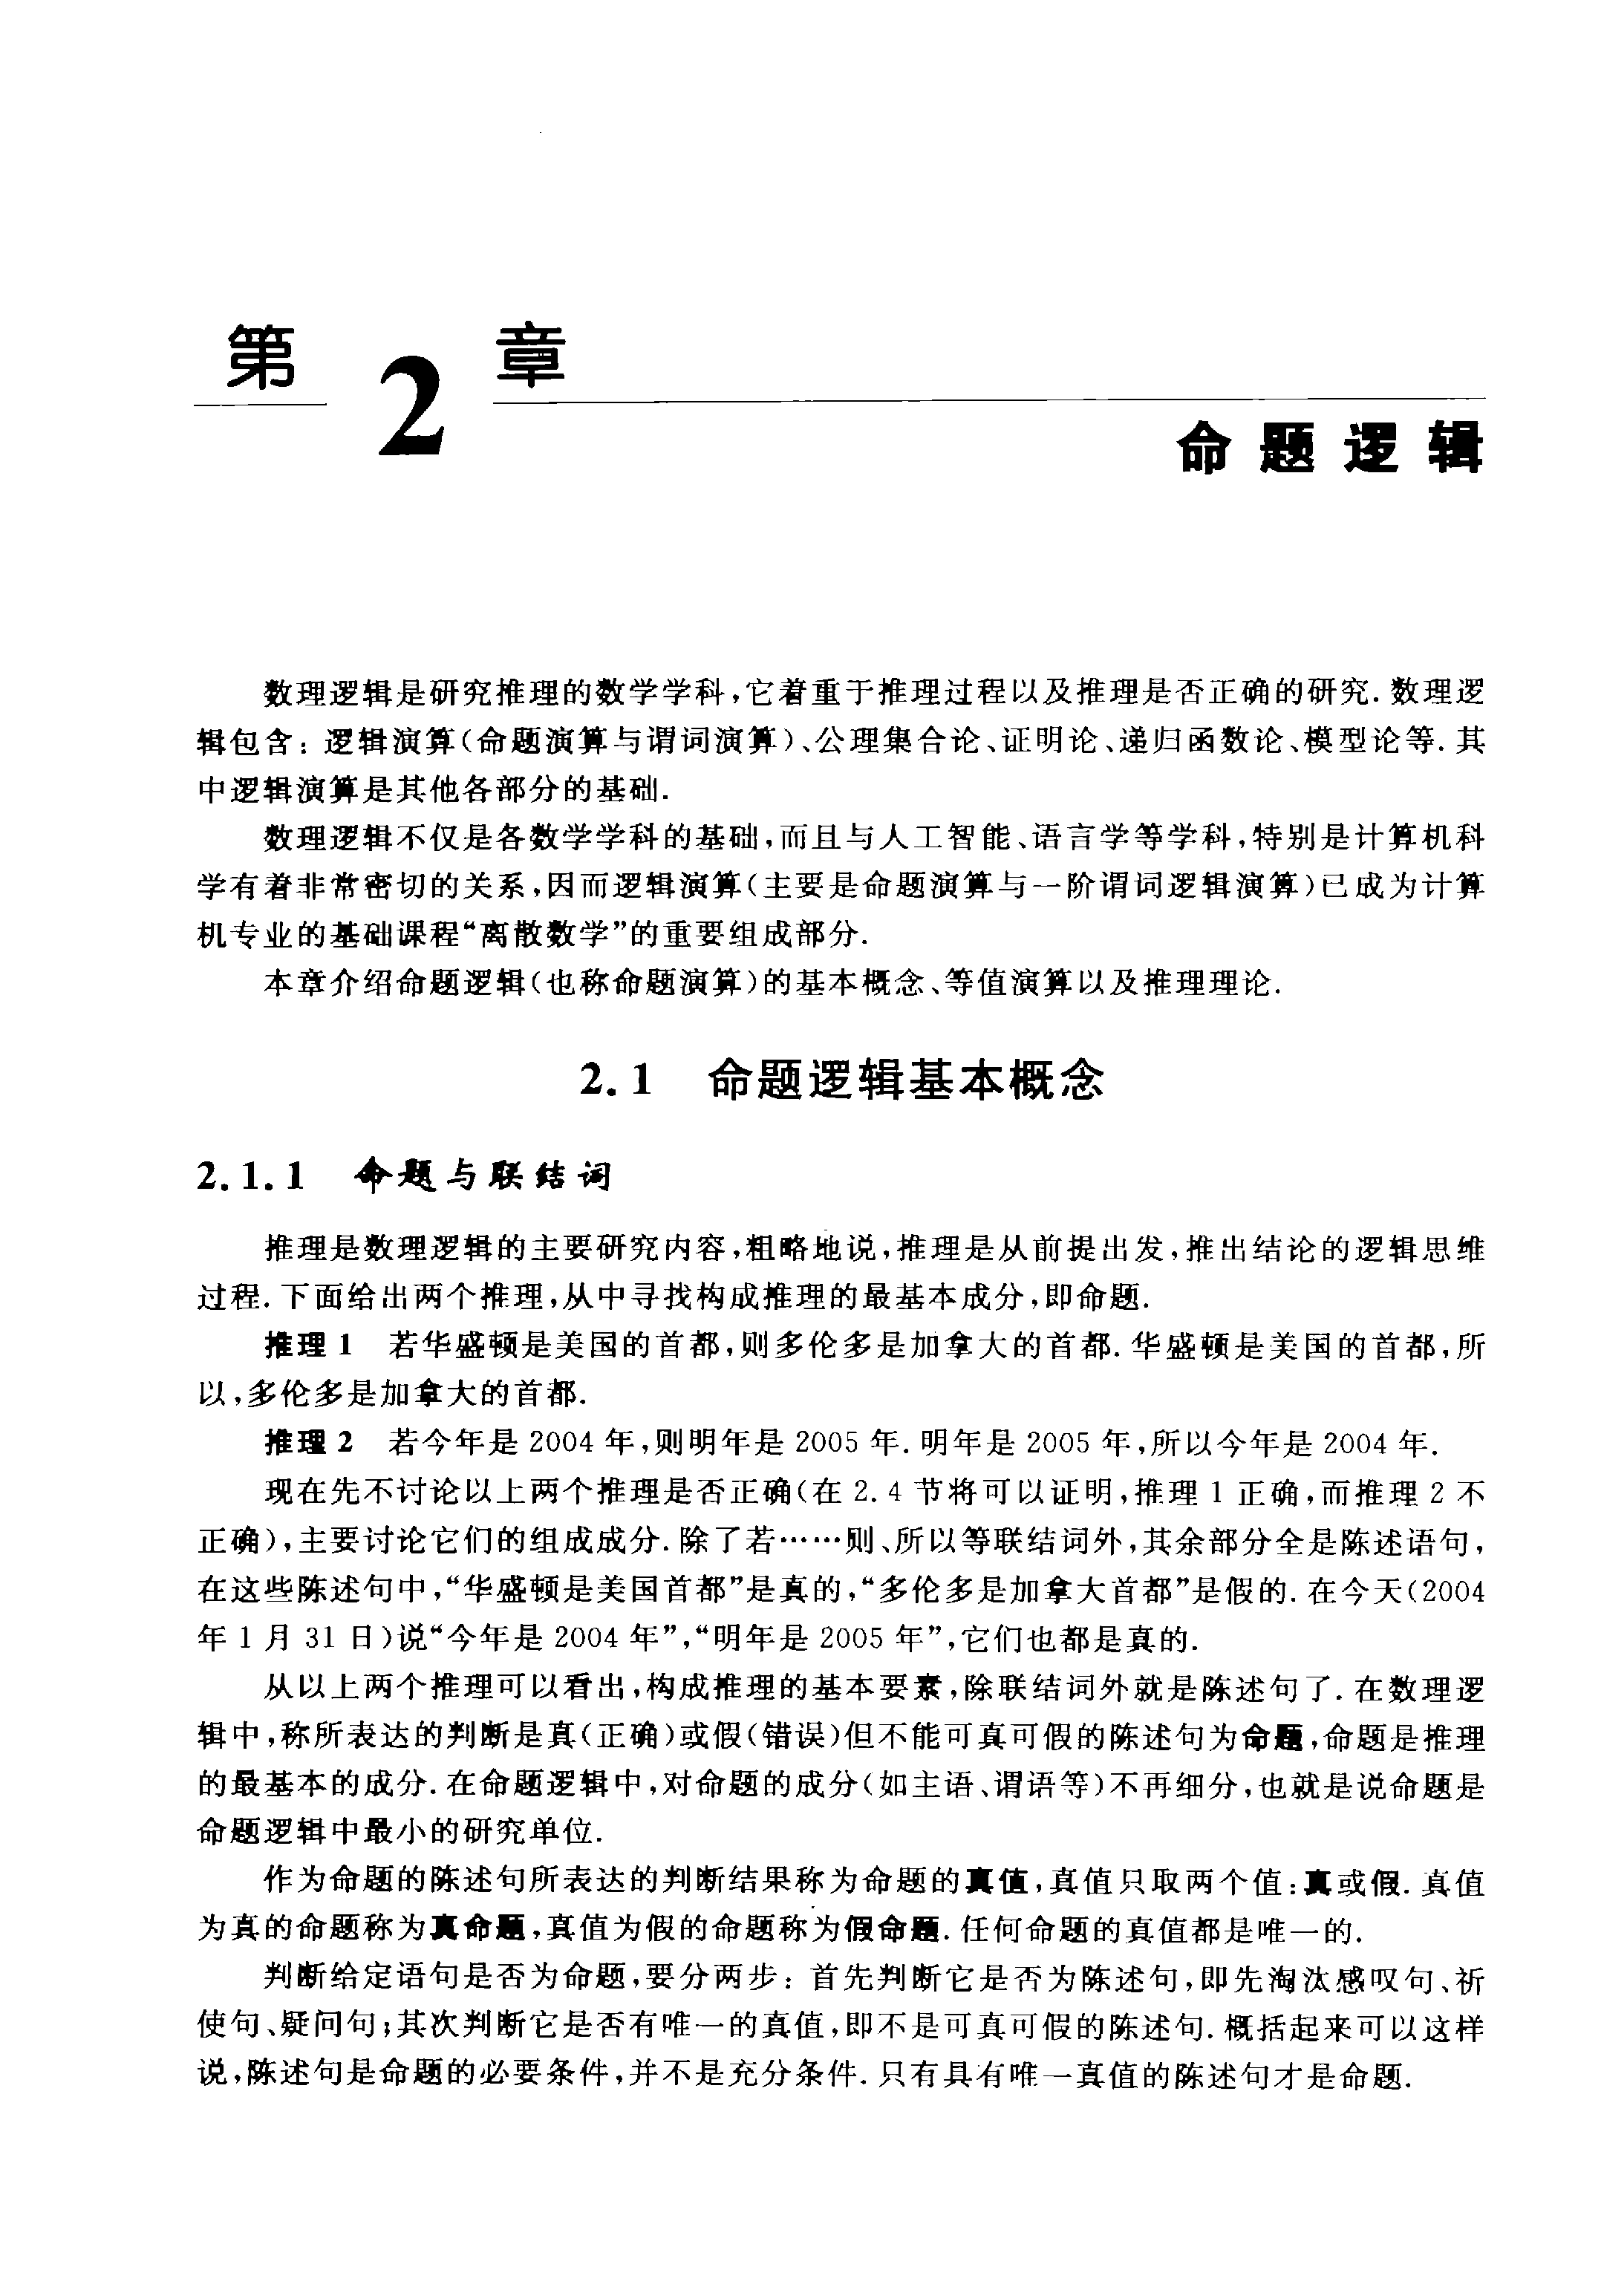 第 2 章
命题逻辑
数理逻辑是研究推理的数学学科,它着重于推理过程以及推理是否正确的研究.数理逻
辑包含：逻辑演算(命题演算与谓词演算)、公理集合论、证明论、递归函数论、模型论等.其
中逻辑演算是其他各部分的基础.
数理逻辑不仅是各数学学科的基础,而且与人工智能、语言学等学科,特别是计算机科
学有着非常密切的关系,因而逻辑演算(主要是命题演算与一阶谓词逻辑演算)已成为计算
机专业的基础课程“离散数学”的重要组成部分.
本章介绍命题逻辑(也称命题演算)的基本概念、等值演算以及推理理论.
2.1 命题逻辑基本概念
2.1.1 命题与联结词
推理是数理逻辑的主要研究内容,粗略地说,推理是从前提出发,推出结论的逻辑思维
过程.下面给出两个推理,从中寻找构成推理的最基本成分,即命题.
推理1 若华盛顿是美国的首都,则多伦多是加拿大的首都.华盛顿是美国的首都,所
以,多伦多是加拿大的首都.
推理2 若今年是2004年,则明年是2005年.明年是2005年,所以今年是2004年.
现在先不讨论以上两个推理是否正确(在2.4节将可以证明,推理1正确,而推理2不
正确),主要讨论它们的组成成分.除了若……则、所以等联结词外,其余部分全是陈述语句,
在这些陈述句中,“华盛顿是美国首都”是真的,“多伦多是加拿大首都”是假的.在今天(2004
年1月31日)说“今年是2004年”,“明年是2005年”,它们也都是真的.
从以上两个推理可以看出,构成推理的基本要素,除联结词外就是陈述句了.在数理逻
辑中,称所表达的判断是真(正确)或假(错误)但不能可真可假的陈述句为命题,命题是推理
的最基本的成分.在命题逻辑中,对命题的成分(如主语、谓语等)不再细分,也就是说命题是
命题逻辑中最小的研究单位.
作为命题的陈述句所表达的判断结果称为命题的真值,真值只取两个值:真或假.真值
为真的命题称为真命题,真值为假的命题称为假命题.任何命题的真值都是唯一的.
判断给定语句是否为命题,要分两步：首先判断它是否为陈述句,即先淘汰感叹句、祈
使句、疑问句;其次判断它是否有唯一的真值,即不是可真可假的陈述句.概括起来可以这样
说,陈述句是命题的必要条件,并不是充分条件.只有具有唯一真值的陈述句才是命题.